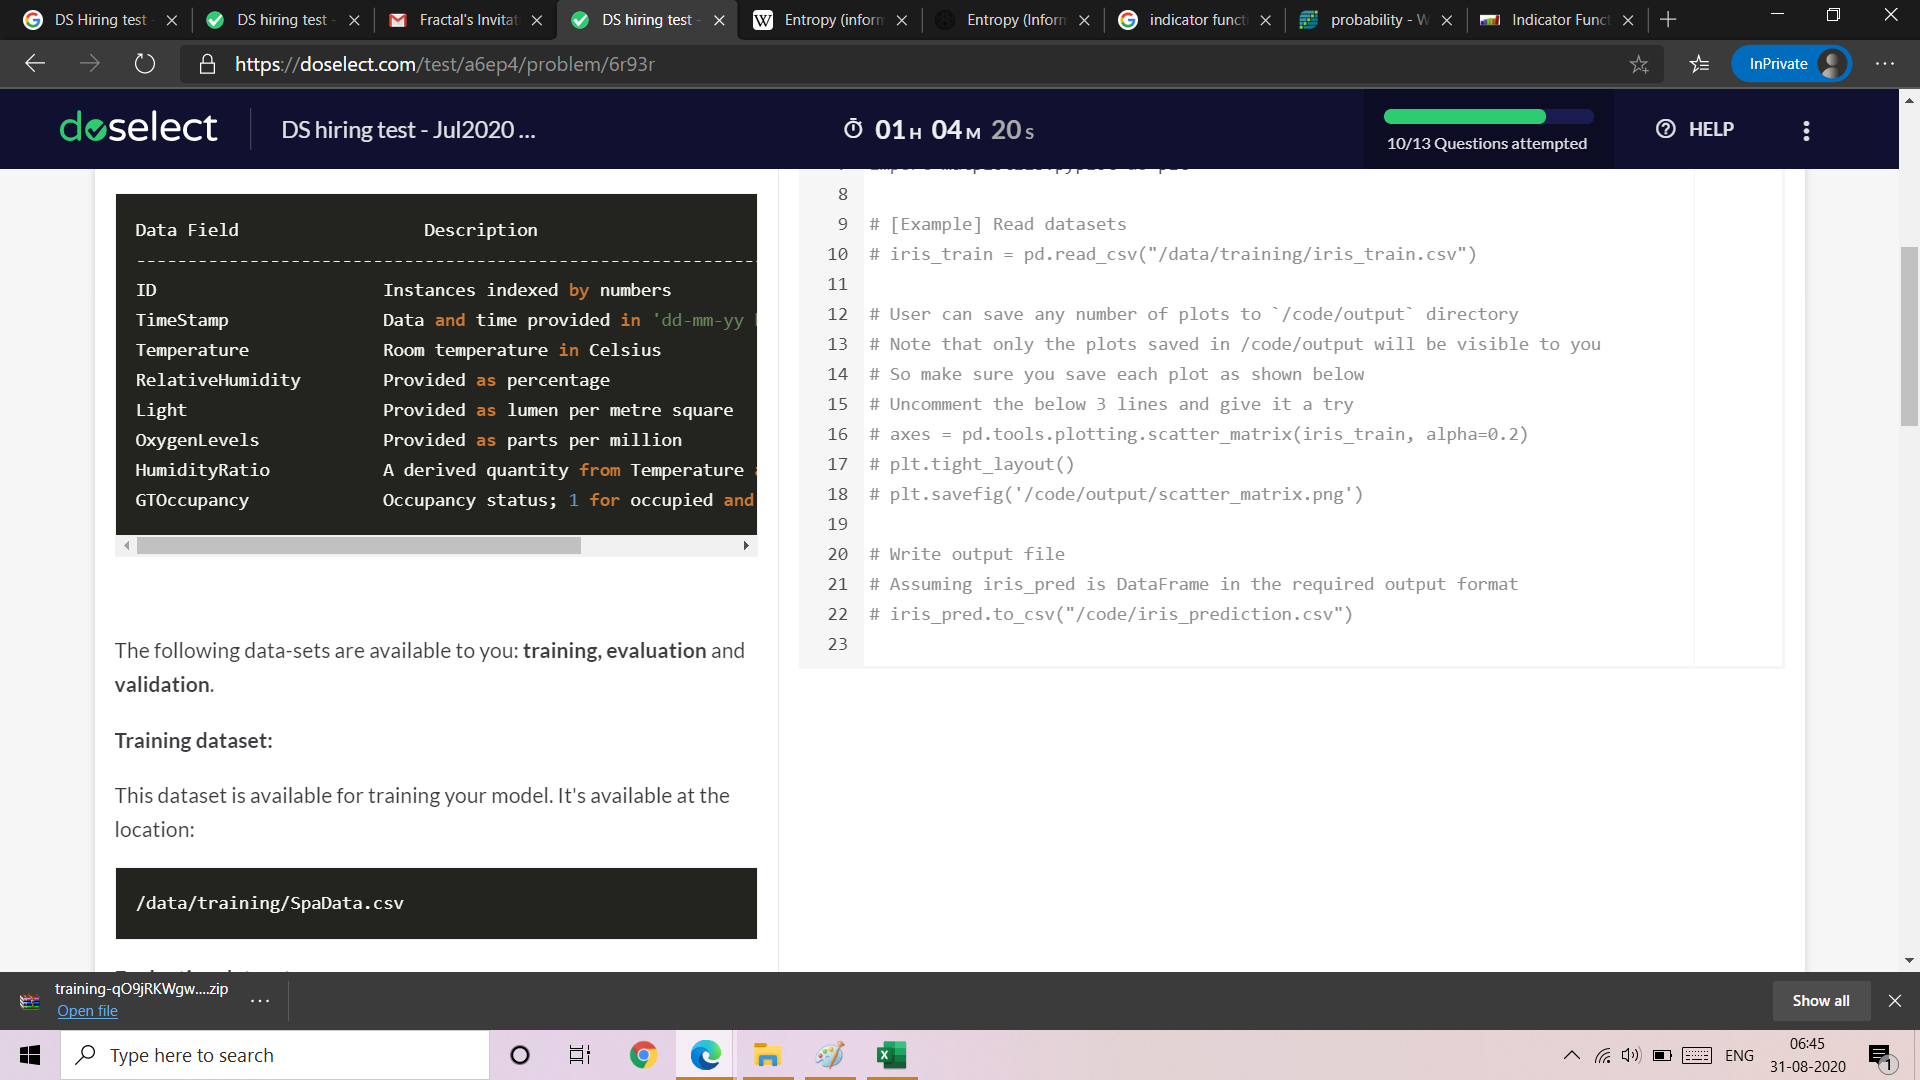 DS Hiring test
DS hiring test -
Fractal's Invitat
DS hiring test -
Entropy (inform
Entropy (Inform
indicator functi
probability - W
Indicator Funct
https://doselect.com/test/a6ep4/problem/6r93r
InPrivate
doselect
DS hiring test - Jul2020 ...
01 H 04 M 20 S
10/13 Questions attempted
HELP
Data Field Description
------------------------------------------------------------
ID Instances indexed by numbers
TimeStamp Data and time provided in 'dd-mm-yy
Temperature Room temperature in Celsius
RelativeHumidity Provided as percentage
Light Provided as lumen per metre square
OxygenLevels Provided as parts per million
HumidityRatio A derived quantity from Temperature
GTOccupancy Occupancy status; 1 for occupied and
The following data-sets are available to you: training, evaluation and
validation.
Training dataset:
This dataset is available for training your model. It's available at the
location:
/data/training/SpaData.csv
8
9 # [Example] Read datasets
10 # iris_train = pd.read_csv("/data/training/iris_train.csv")
11
12 # User can save any number of plots to `/code/output` directory
13 # Note that only the plots saved in /code/output will be visible to you
14 # So make sure you save each plot as shown below
15 # Uncomment the below 3 lines and give it a try
16 # axes = pd.tools.plotting.scatter_matrix(iris_train, alpha=0.2)
17 # plt.tight_layout()
18 # plt.savefig('/code/output/scatter_matrix.png')
19
20 # Write output file
21 # Assuming iris_pred is DataFrame in the required output format
22 # iris_pred.to_csv("/code/iris_prediction.csv")
23
training-qO9jRKWgw....zip
Open file
Show all
Type here to search
ENG
06:45
31-08-2020
1